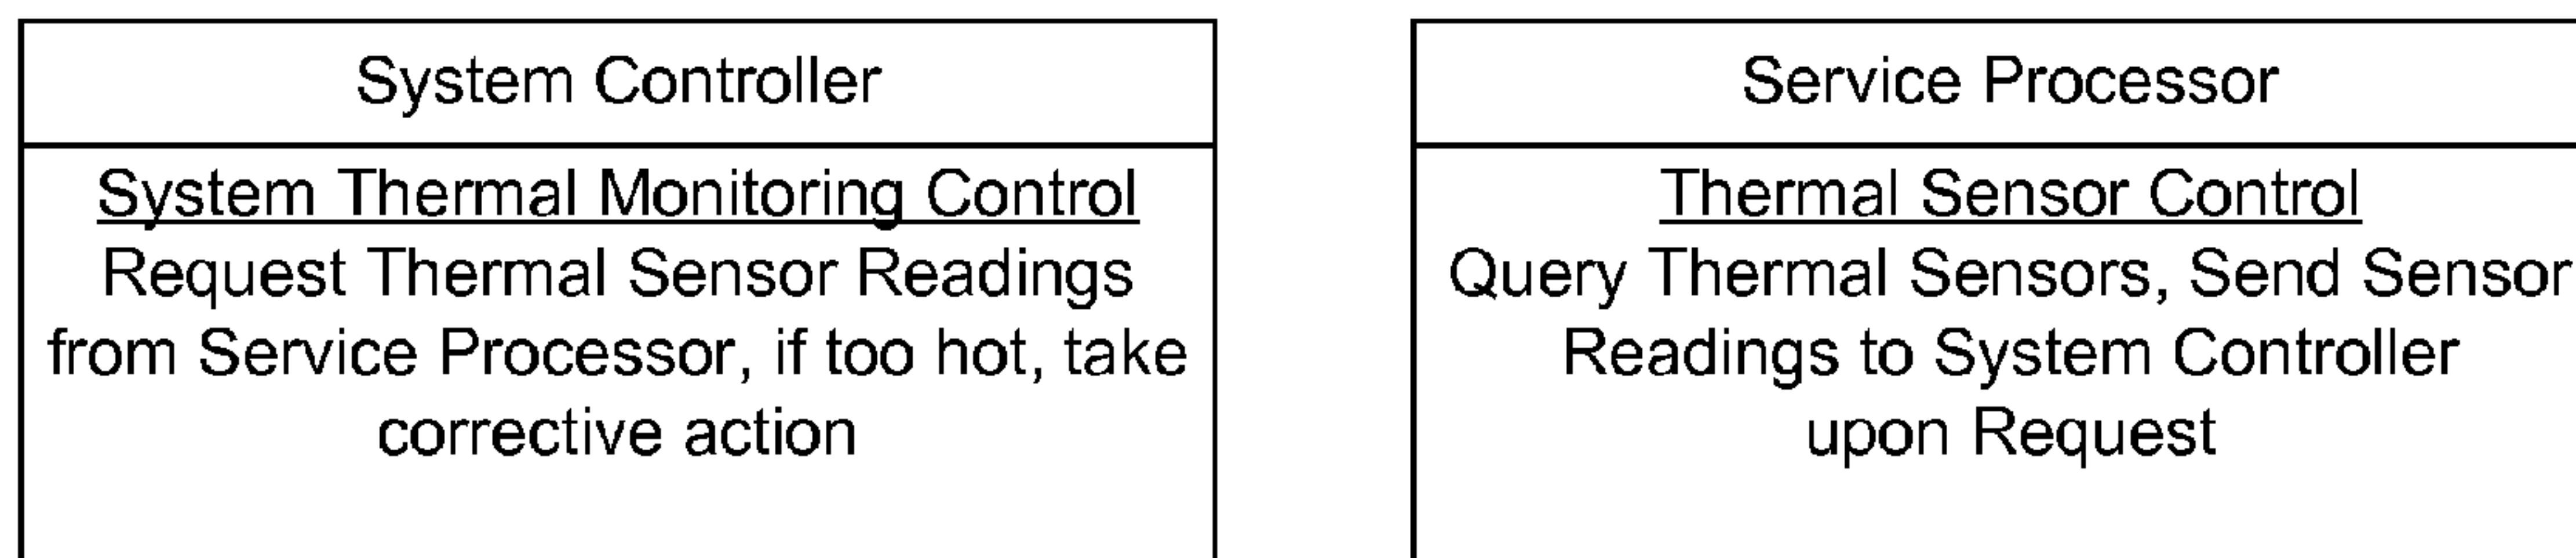 System Controller
System Thermal Monitoring Control
Request Thermal Sensor Readings
from Service Processor, if too hot, take
corrective action
Service Processor
Thermal Sensor Control
Query Thermal Sensors, Send Sensor
Readings to System Controller
upon Request